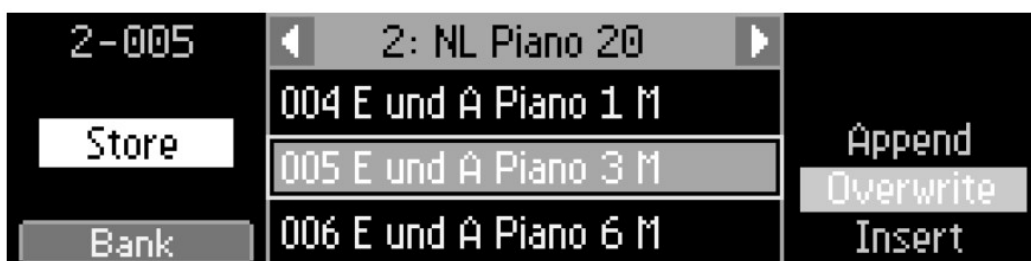 2-005
Store
Bank
2: NL Piano 20
004 E und A Piano 1 M
005 E und A Piano 3 M
006 E und A Piano 6 M
Append
Overwrite
Insert